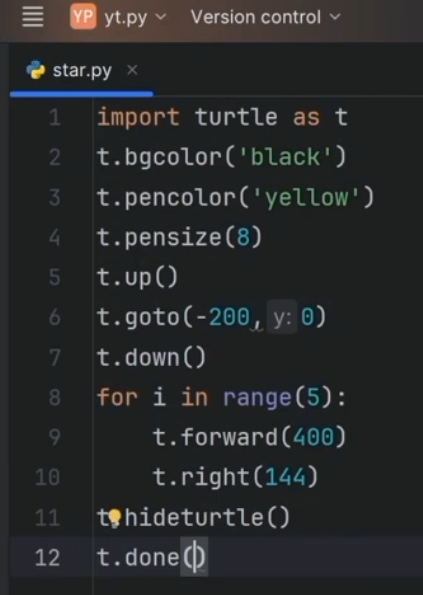 YP yt.py Version control
star.py ×
1 import turtle as t
2 t.bgcolor('black')
3 t.pencolor('yellow')
4 t.pensize(8)
5 t.up()
6 t.goto(-200, y: 0)
7 t.down()
8 for i in range(5):
9     t.forward(400)
10     t.right(144)
11 t.hideturtle()
12 t.done()